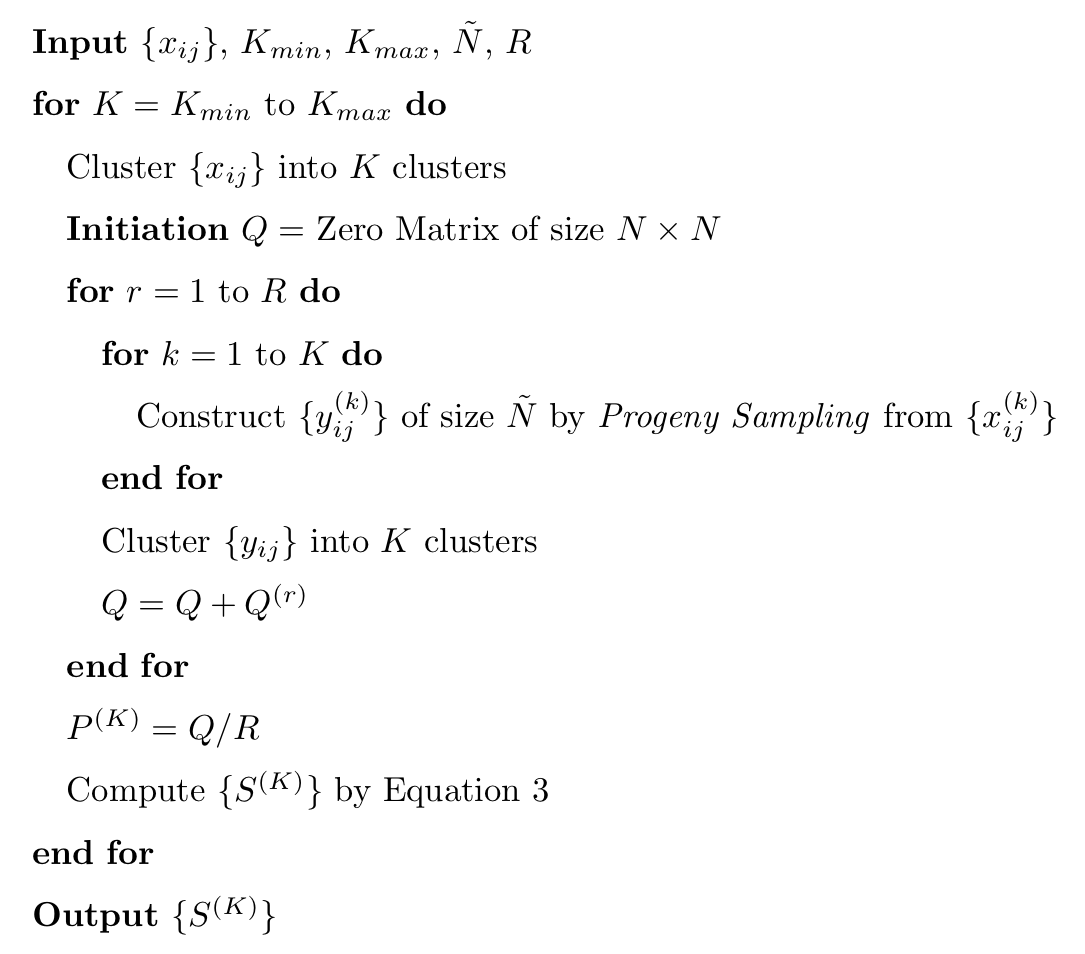 Input {x_{ij}}, K_{min}, K_{max}, Ñ, R
for K = K_{min} to K_{max} do
Cluster {x_{ij}} into K clusters
Initiation Q = Zero Matrix of size N × N
for r = 1 to R do
for k = 1 to K do
Construct {y_{ij}^{(k)}} of size Ñ by Progeny Sampling from {x_{ij}^{(k)}}
end for
Cluster {y_{ij}} into K clusters
Q = Q + Q^{(r)}
end for
P^{(K)} = Q/R
Compute {S^{(K)}} by Equation 3
end for
Output {S^{(K)}}